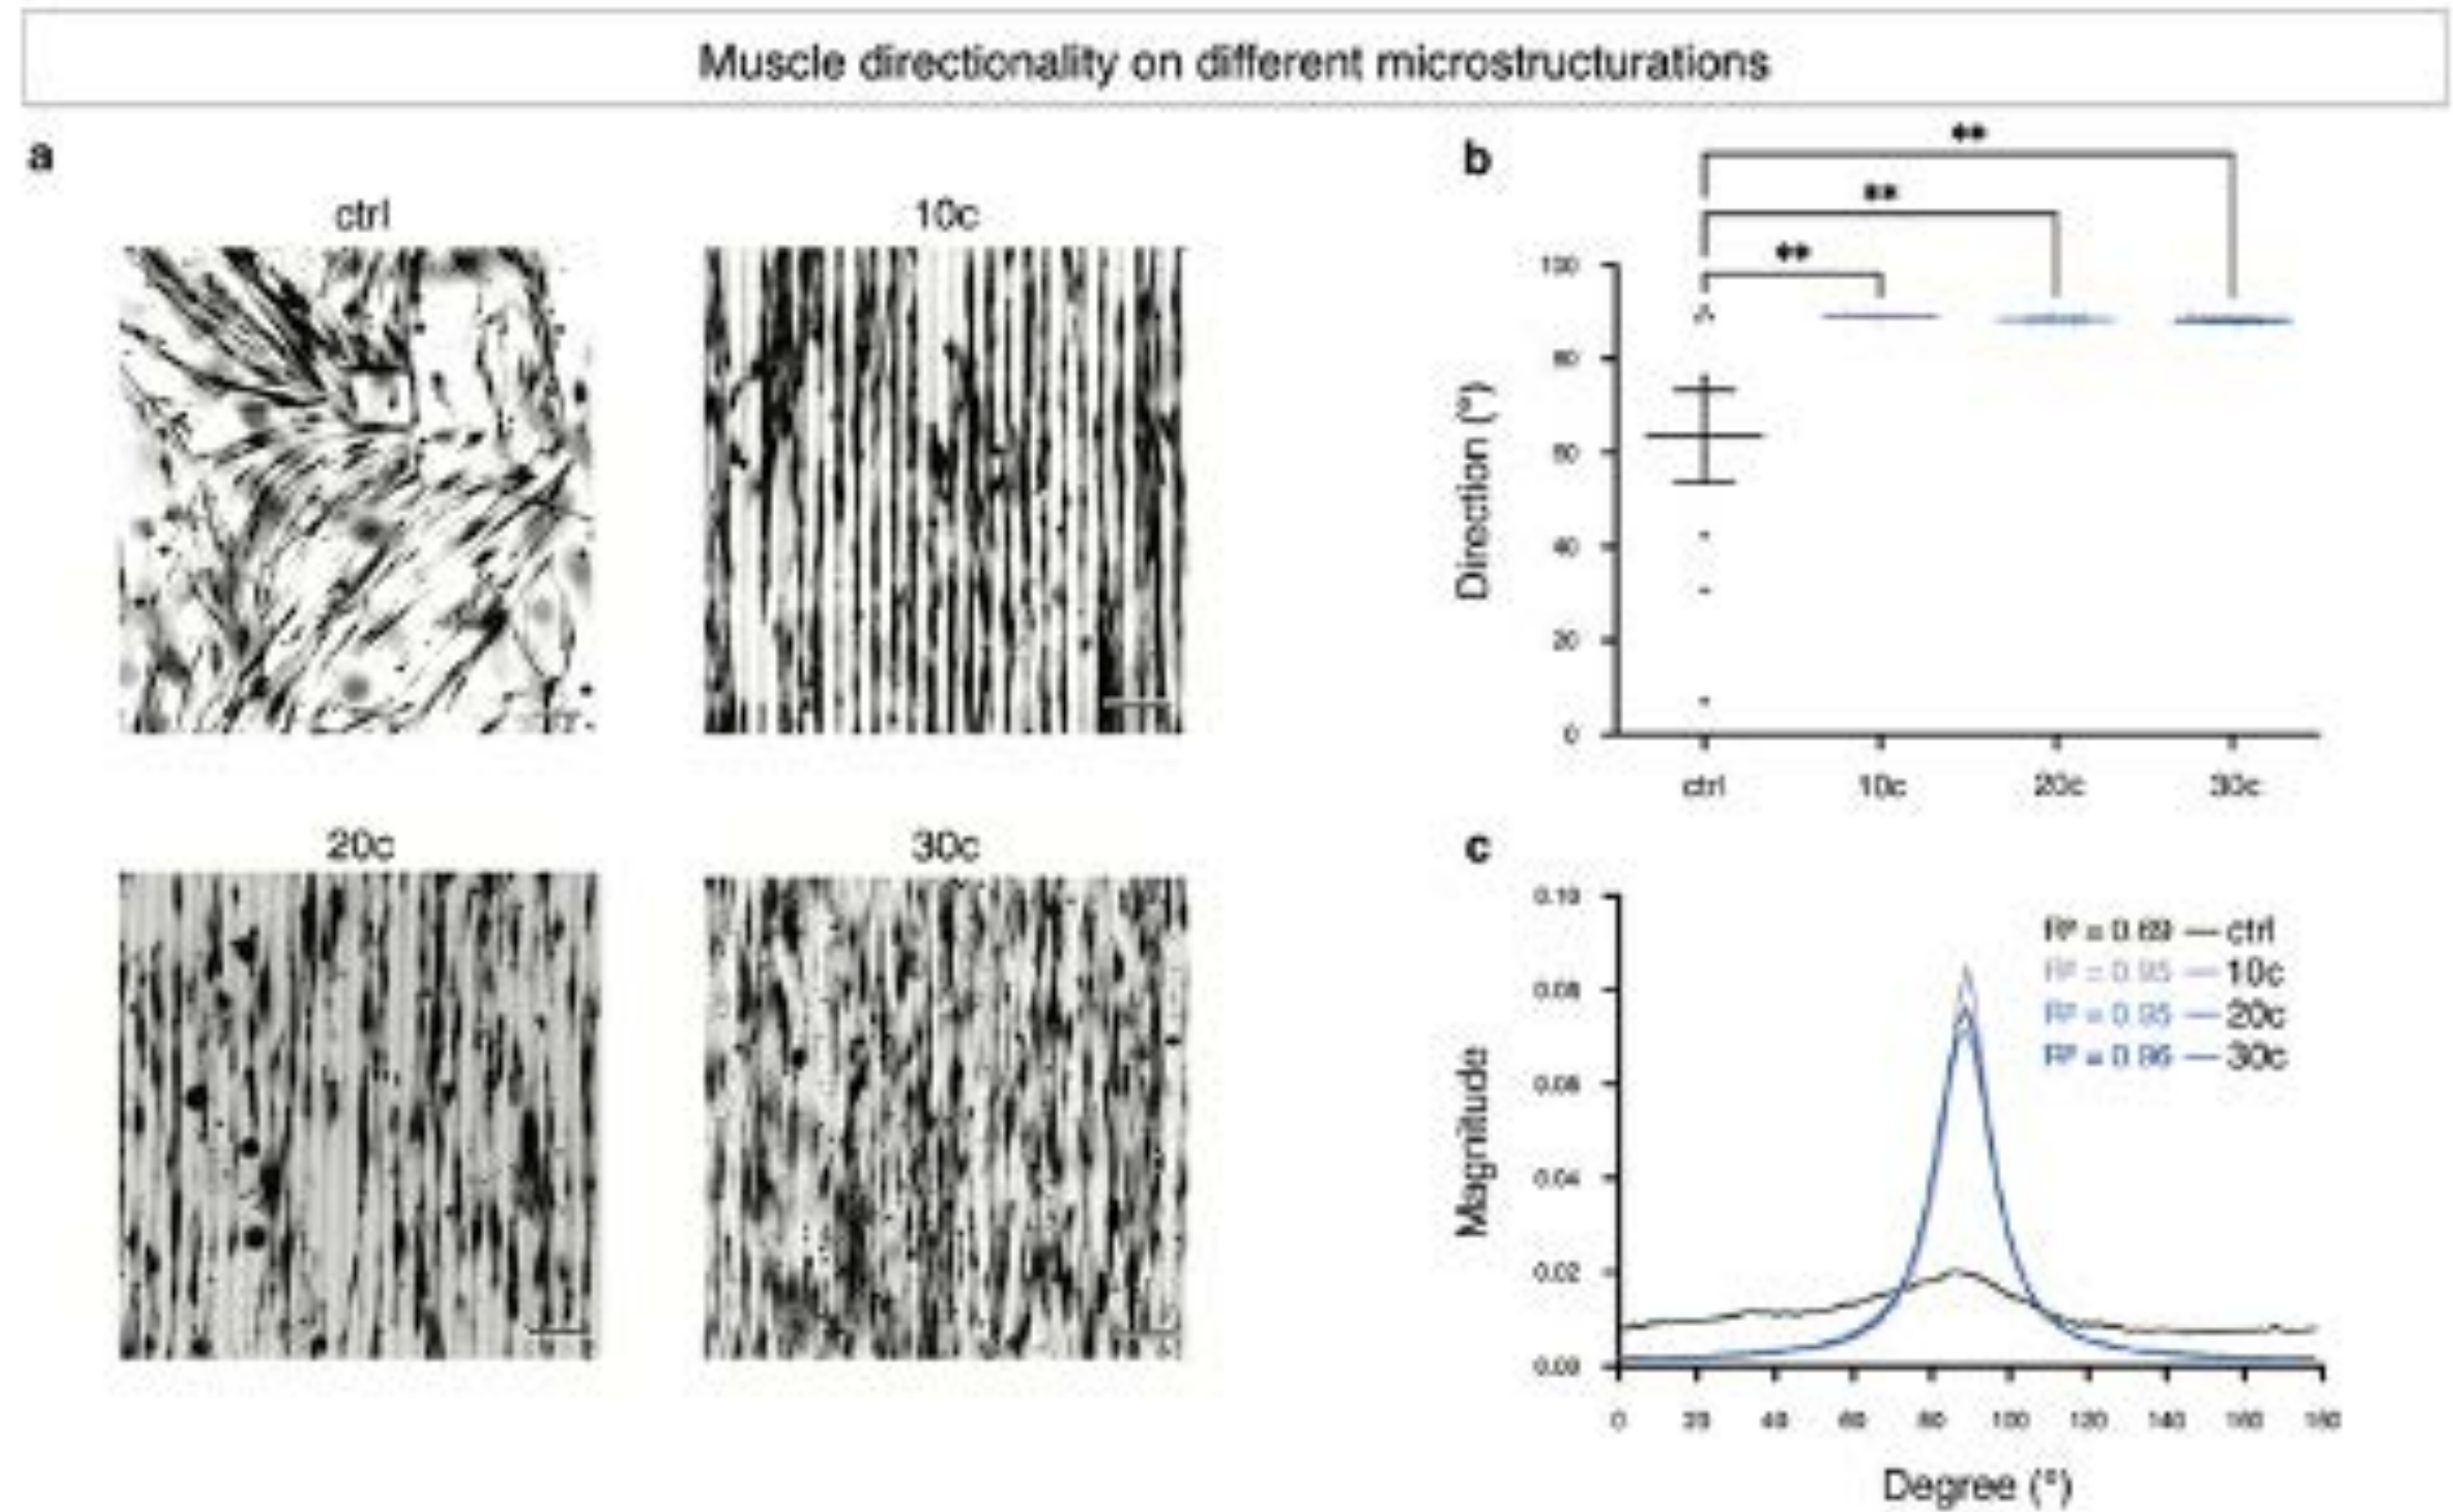 Muscle directionality on different microstructurations
a
ctrl
10c
20c
30c
b
**
**
**
Direction (°)
100
80
60
40
20
0
ctrl
10c
20c
30c
c
Magnitude
0.10
0.08
0.06
0.04
0.02
0.00
R² = 0.69 — ctrl
R² = 0.95 — 10c
R² = 0.95 — 20c
R² = 0.96 — 30c
0 20 40 60 80 100 120 140 160 180
Degree (°)